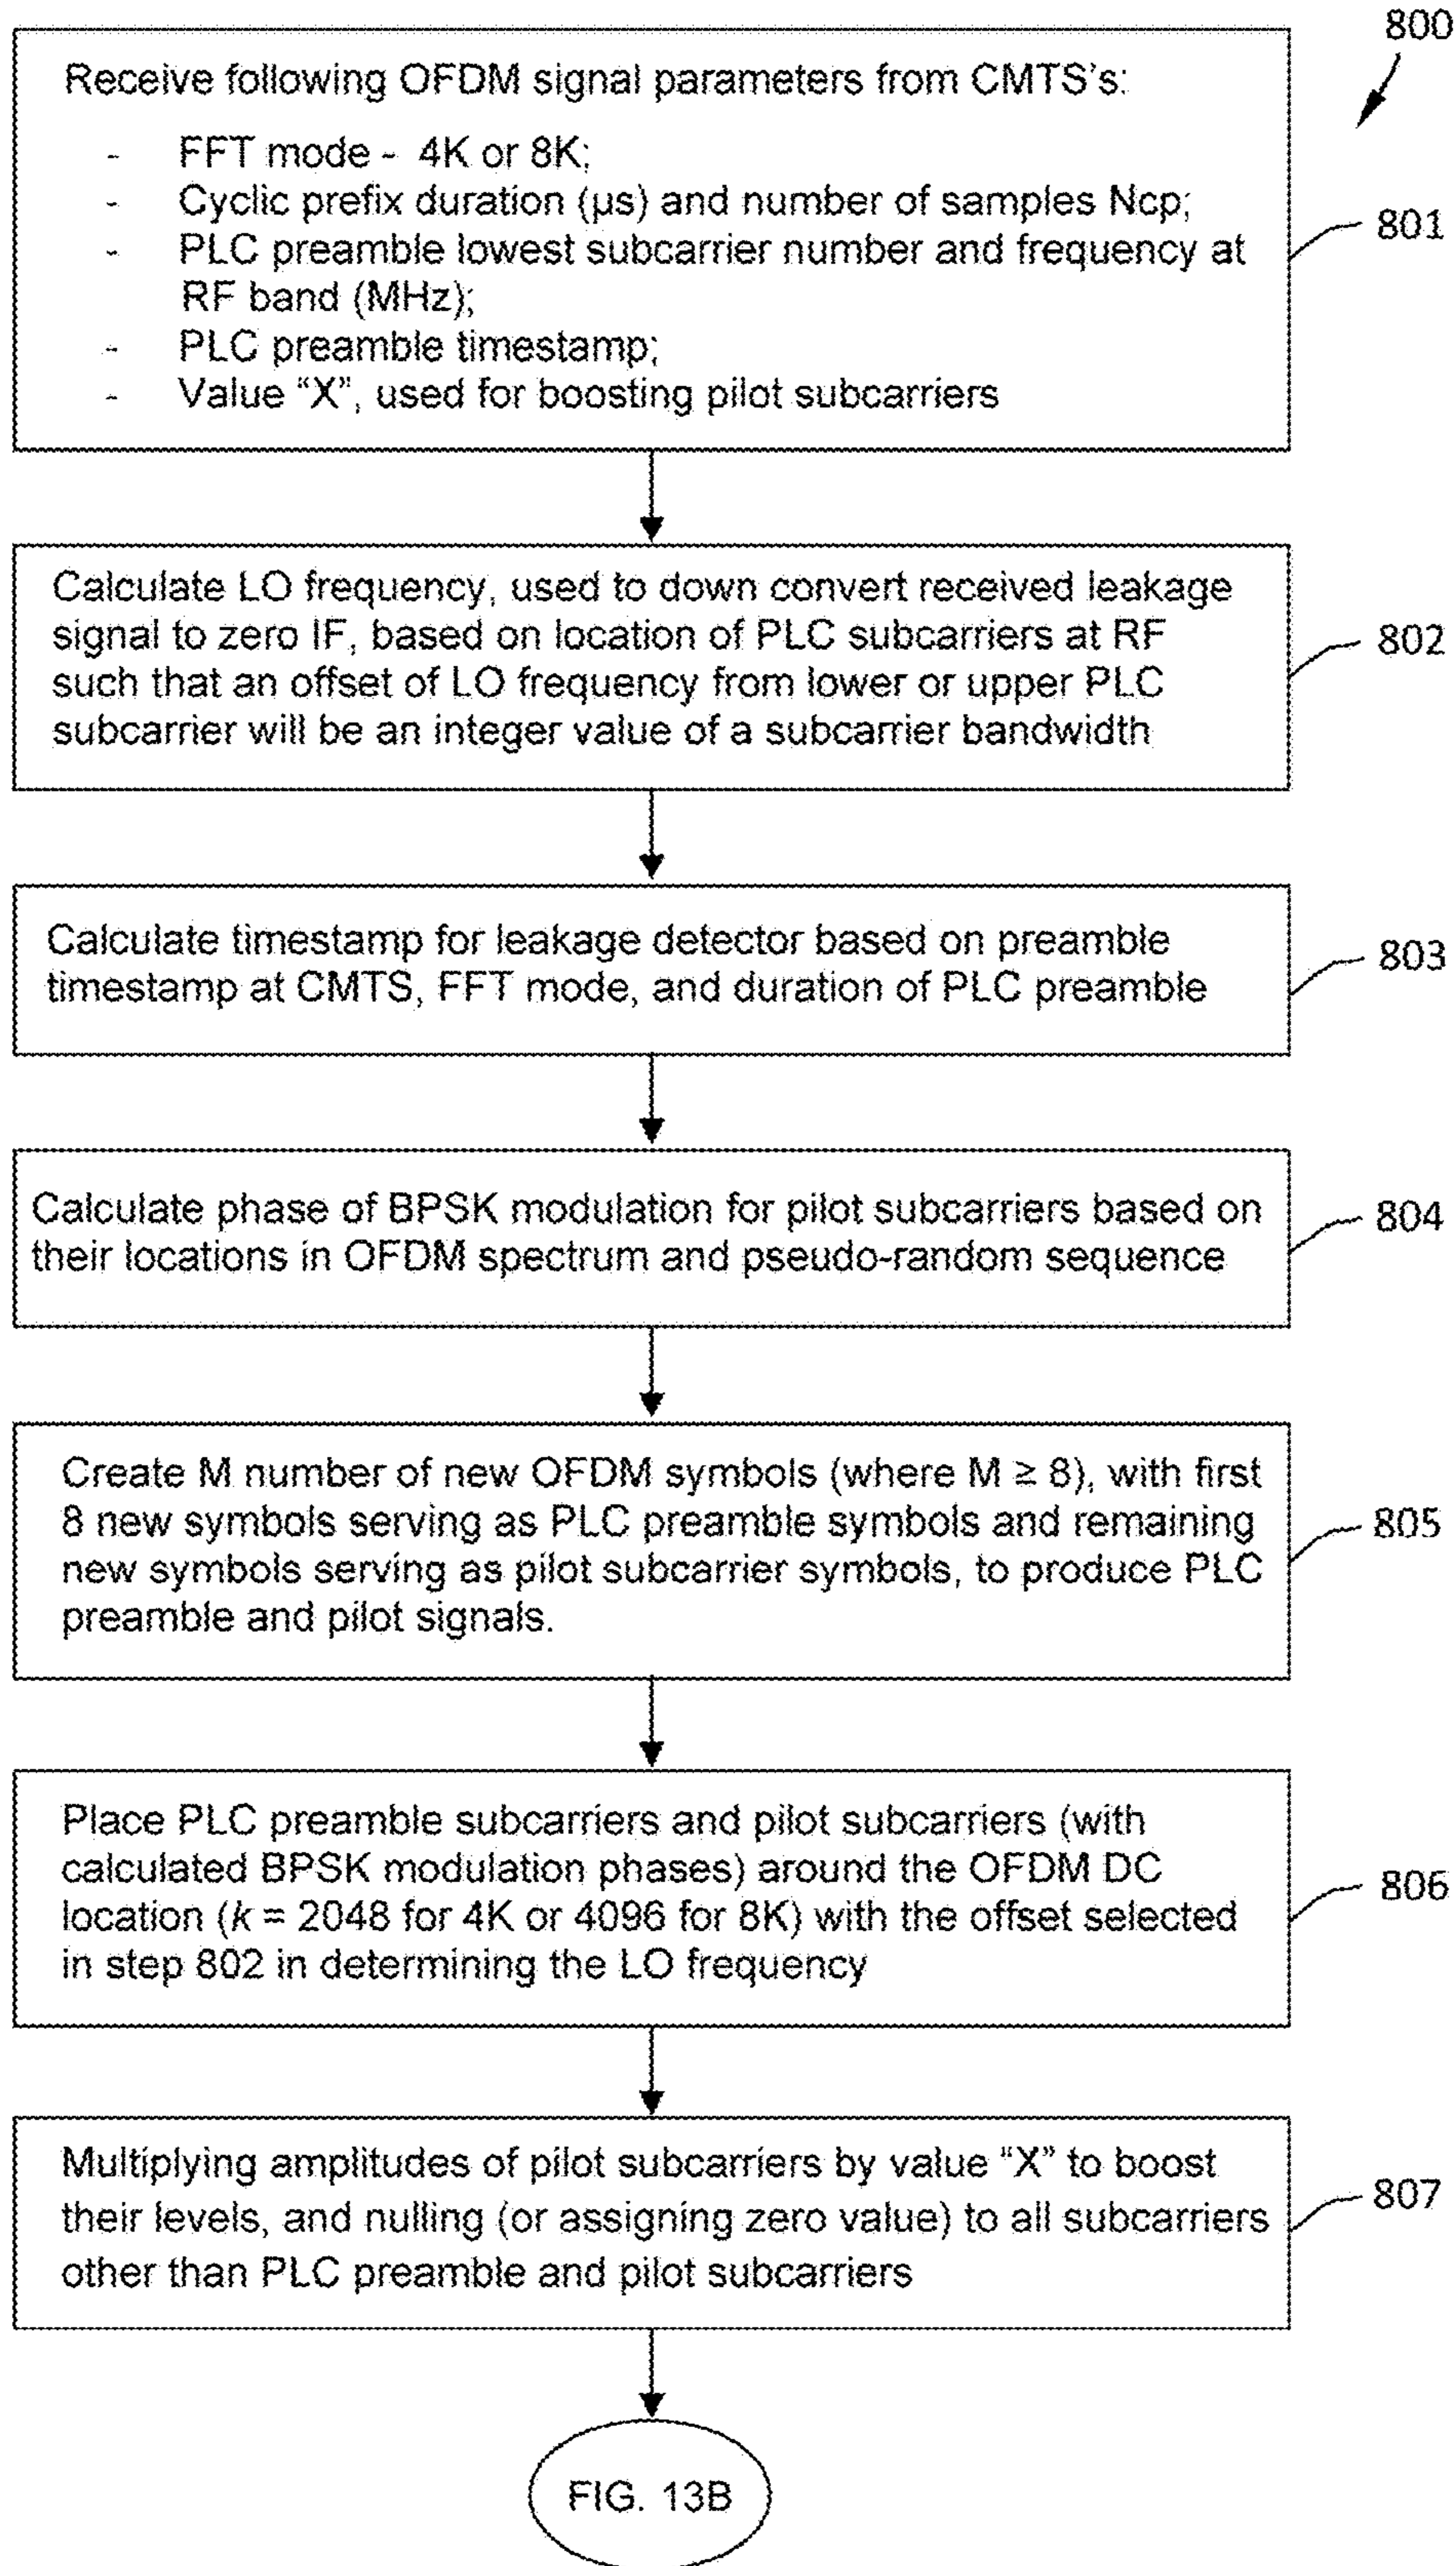 800
Receive following OFDM signal parameters from CMTS's:
- FFT mode - 4K or 8K;
- Cyclic prefix duration (µs) and number of samples Ncp;
- PLC preamble lowest subcarrier number and frequency at
RF band (MHz);
- PLC preamble timestamp;
- Value “X”, used for boosting pilot subcarriers
801
Calculate LO frequency, used to down convert received leakage
signal to zero IF, based on location of PLC subcarriers at RF
such that an offset of LO frequency from lower or upper PLC
subcarrier will be an integer value of a subcarrier bandwidth
802
Calculate timestamp for leakage detector based on preamble
timestamp at CMTS, FFT mode, and duration of PLC preamble
803
Calculate phase of BPSK modulation for pilot subcarriers based on
their locations in OFDM spectrum and pseudo-random sequence
804
Create M number of new OFDM symbols (where M ≥ 8), with first
8 new symbols serving as PLC preamble symbols and remaining
new symbols serving as pilot subcarrier symbols, to produce PLC
preamble and pilot signals.
805
Place PLC preamble subcarriers and pilot subcarriers (with
calculated BPSK modulation phases) around the OFDM DC
location (k = 2048 for 4K or 4096 for 8K) with the offset selected
in step 802 in determining the LO frequency
806
Multiplying amplitudes of pilot subcarriers by value “X” to boost
their levels, and nulling (or assigning zero value) to all subcarriers
other than PLC preamble and pilot subcarriers
807
FIG. 13B